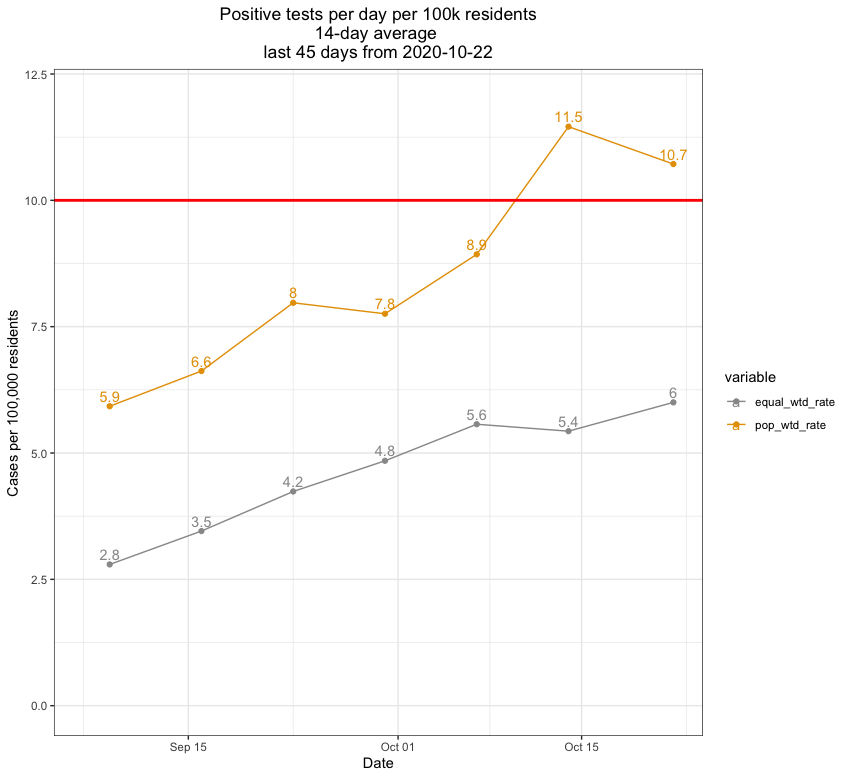 Positive tests per day per 100k residents
14-day average
last 45 days from 2020-10-22
12.5
10.0
7.5
5.0
2.5
0.0
Cases per 100,000 residents
5.9
6.6
8
7.8
8.9
11.5
10.7
2.8
3.5
4.2
4.8
5.6
5.4
6
Sep 15
Oct 01
Oct 15
Date
variable
a equal_wtd_rate
a pop_wtd_rate